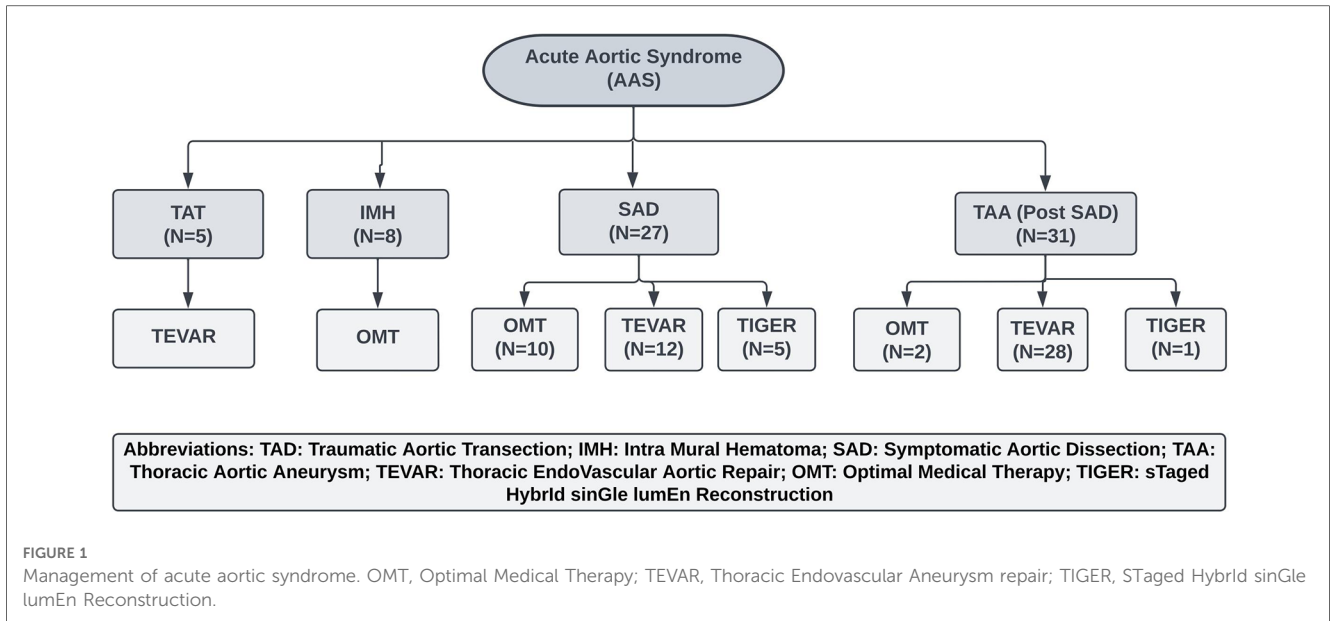 Acute Aortic Syndrome
(AAS)
TAT
(N=5)
IMH
(N=8)
SAD
(N=27)
TAA (Post SAD)
(N=31)
TEVAR
OMT
OMT
(N=10)
TEVAR
(N=12)
TIGER
(N=5)
OMT
(N=2)
TEVAR
(N=28)
TIGER
(N=1)
Abbreviations: TAD: Traumatic Aortic Transection; IMH: Intra Mural Hematoma; SAD: Symptomatic Aortic Dissection; TAA:
Thoracic Aortic Aneurysm; TEVAR: Thoracic EndoVascular Aortic Repair; OMT: Optimal Medical Therapy; TIGER: sTaged
HybrId sinGle lumEn Reconstruction
FIGURE 1
Management of acute aortic syndrome. OMT, Optimal Medical Therapy; TEVAR, Thoracic Endovascular Aneurysm repair; TIGER, STaged HybrId sinGle
lumEn Reconstruction.